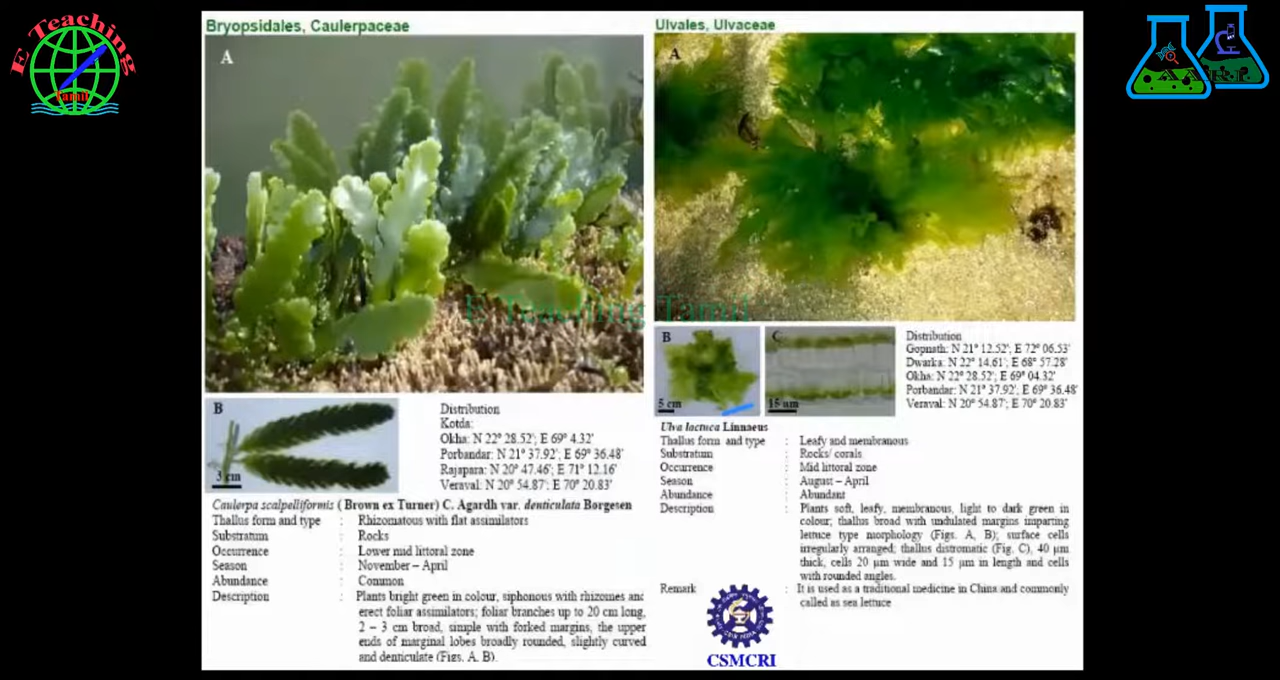 E Teaching
Tamil
Bryopsidales, Caulerpaceae
A
B
3 cm
Distribution
Kotda:
Okha: N 22° 28.52'; E 69° 4.32'
Porbandar: N 21° 37.92'; E 69° 36.48'
Rajapara: N 20° 47.46'; E 71° 12.16'
Veraval: N 20° 54.87'; E 70° 20.83'
Caulerpa scalpelliformis ( Brown ex Turner) C. Agardh var. denticulata Børgesen
Thallus form and type : Rhizomatous with flat assimilators
Substratum : Rocks
Occurrence : Lower mid littoral zone
Season : November – April
Abundance : Common
Description : Plants bright green in colour, siphonous with rhizomes and
erect foliar assimilators; foliar branches up to 20 cm long,
2 – 3 cm broad, simple with forked margins, the upper
ends of marginal lobes broadly rounded, slightly curved
and denticulate (Figs. A, B).
Ulvales, Ulvaceae
A
E Teaching Tamil
B
5 cm
C
15 µm
Distribution
Gopnath: N 21° 12.52'; E 72° 06.53'
Dwarka: N 22° 14.61'; E 68° 57.28'
Okha: N 22° 28.52'; E 69° 04.32'
Porbandar: N 21° 37.92'; E 69° 36.48'
Veraval: N 20° 54.87'; E 70° 20.83'
Ulva lactuca Linnaeus
Thallus form and type : Leafy and membranous
Substratum : Rocks/ corals
Occurrence : Mid littoral zone
Season : August – April
Abundance : Abundant
Description : Plants soft, leafy, membranous, light to dark green in
colour; thallus broad with undulated margins imparting
lettuce type morphology (Figs. A, B); surface cells
irregularly arranged; thallus distromatic (Fig. C), 40 µm
thick, cells 20 µm wide and 15 µm in length and cells
with rounded angles.
Remark : It is used as a traditional medicine in China and commonly
called as sea lettuce
CSMCRI